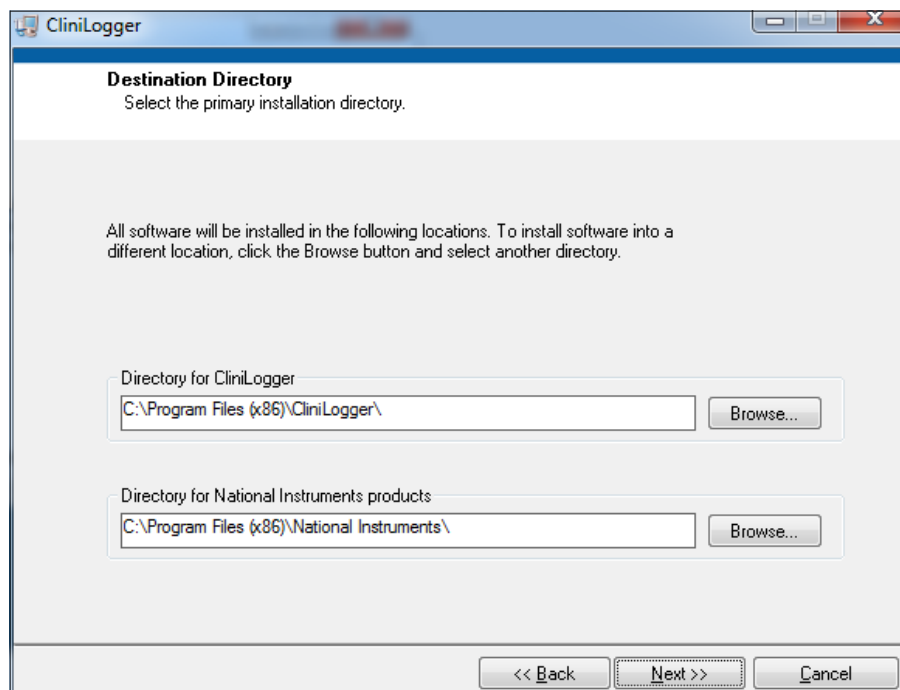 CliniLogger
Destination Directory
Select the primary installation directory.
All software will be installed in the following locations. To install software into a
different location, click the Browse button and select another directory.
Directory for CliniLogger
C:\Program Files (x86)\CliniLogger\
Browse...
Directory for National Instruments products
C:\Program Files (x86)\National Instruments\
Browse...
<< Back
Next >>
Cancel